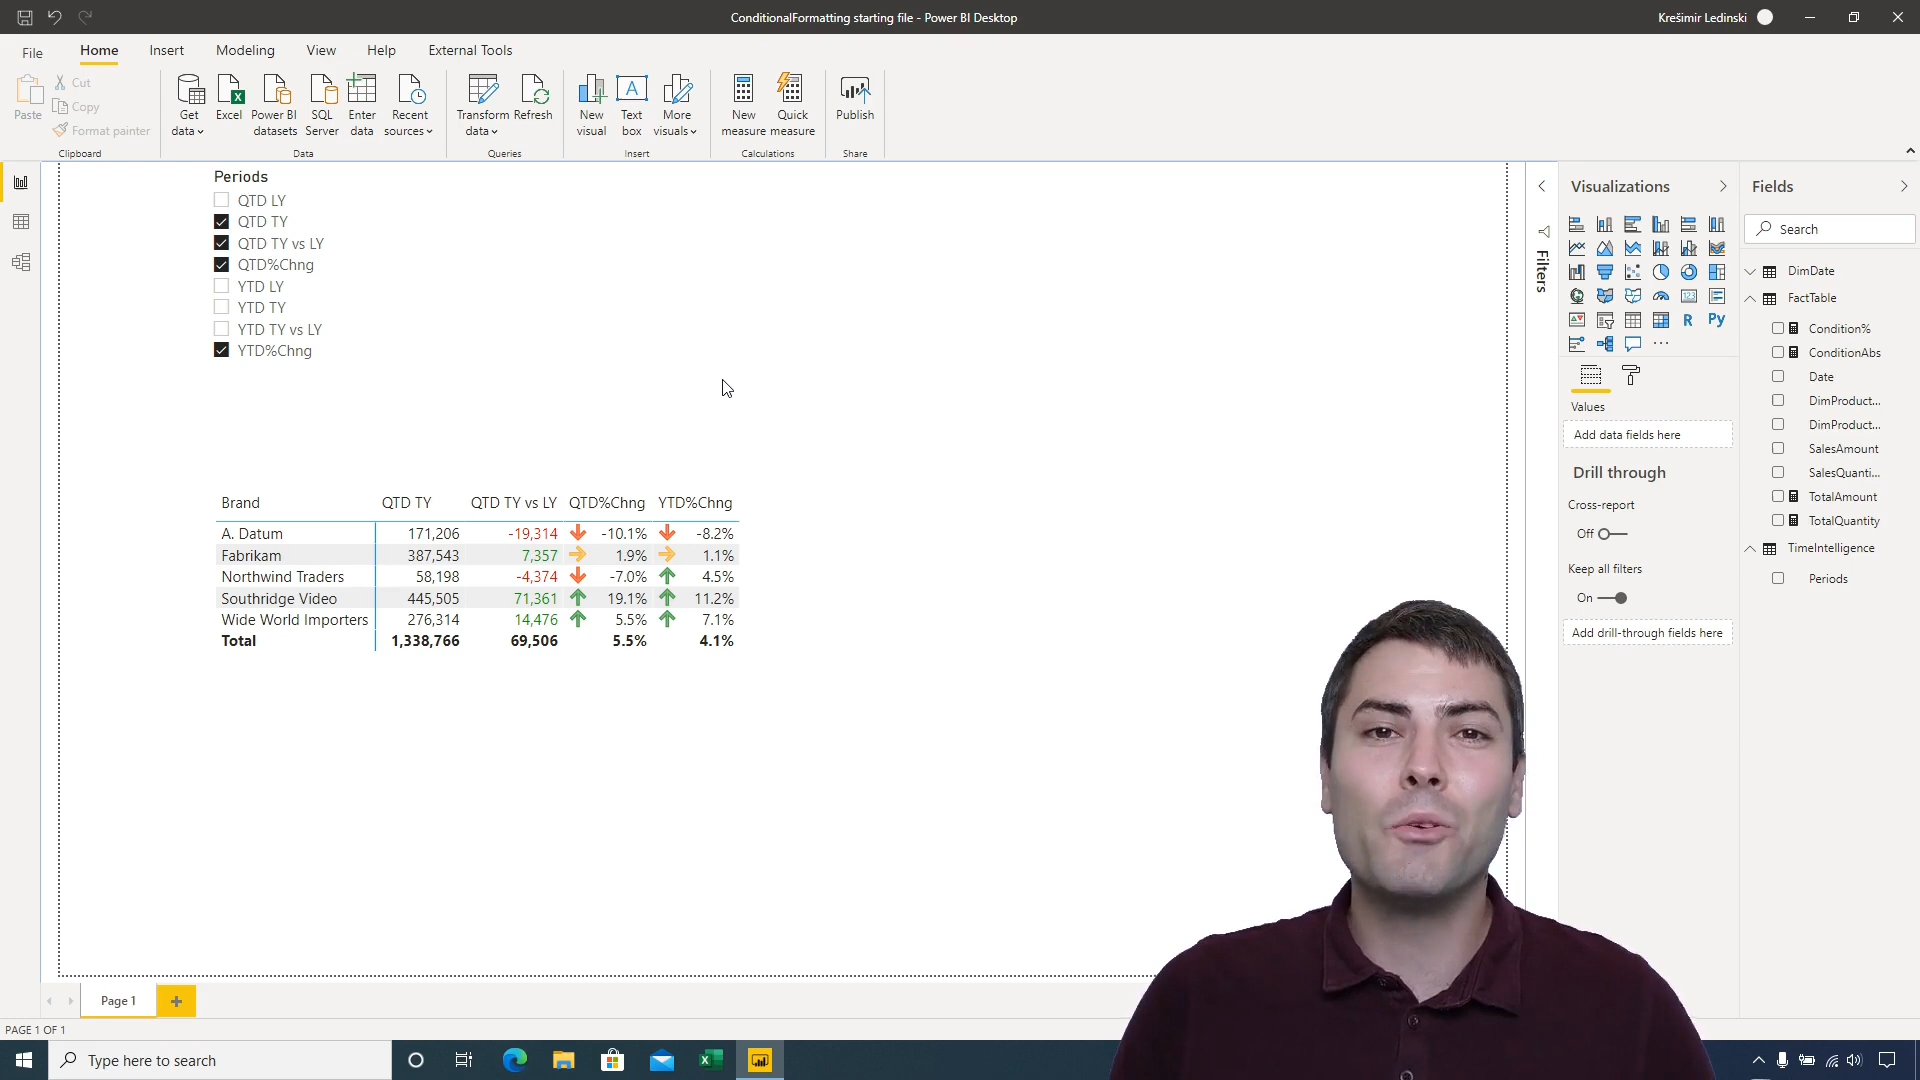 ConditionalFormatting starting file - Power BI Desktop
Krešimir Ledinski
File Home Insert Modeling View Help External Tools
Paste
Cut
Copy
Format painter
Clipboard
Get data
Excel
Power BI datasets
SQL Server
Enter data
Recent sources
Data
Transform data
Refresh
Queries
New visual
Text box
More visuals
Insert
New measure
Quick measure
Calculations
Publish
Share
Periods
QTD LY
QTD TY
QTD TY vs LY
QTD%Chng
YTD LY
YTD TY
YTD TY vs LY
YTD%Chng
Brand QTD TY QTD TY vs LY QTD%Chng YTD%Chng
A. Datum 171,206 -19,314 -10.1% -8.2%
Fabrikam 387,543 7,357 1.9% 1.1%
Northwind Traders 58,198 -4,374 -7.0% 4.5%
Southridge Video 445,505 71,361 19.1% 11.2%
Wide World Importers 276,314 14,476 5.5% 7.1%
Total 1,338,766 69,506 5.5% 4.1%
Filters
Visualizations
123
R Py
Values
Add data fields here
Drill through
Cross-report
Off
Keep all filters
On
Add drill-through fields here
Fields
Search
DimDate
FactTable
Condition%
ConditionAbs
Date
DimProduct...
DimProduct...
SalesAmount
SalesQuanti...
TotalAmount
TotalQuantity
TimeIntelligence
Periods
Page 1
PAGE 1 OF 1
Type here to search